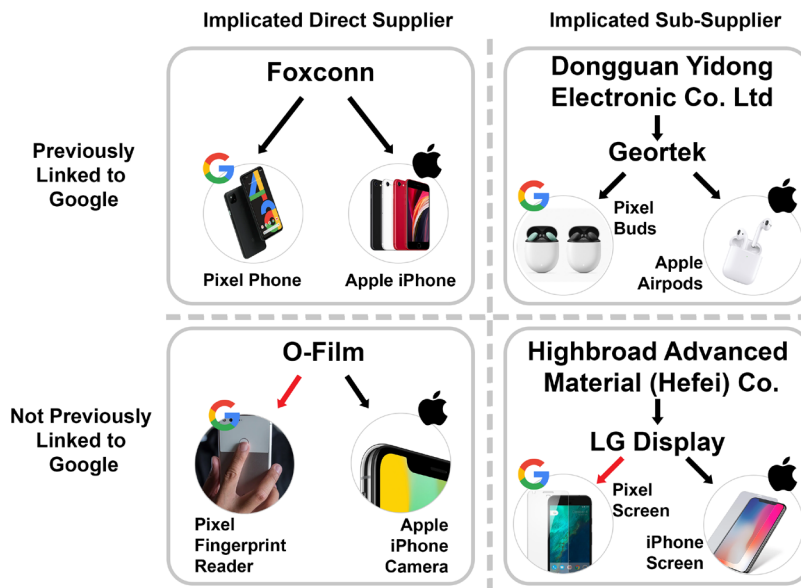 Implicated Direct Supplier
Implicated Sub-Supplier
Previously
Linked to
Google
Foxconn
Pixel Phone
Apple iPhone
Dongguan Yidong
Electronic Co. Ltd
Geortek
Pixel
Buds
Apple
Airpods
Not Previously
Linked to
Google
O-Film
Pixel
Fingerprint
Reader
Apple
iPhone
Camera
Highbroad Advanced
Material (Hefei) Co.
LG Display
Pixel
Screen
iPhone
Screen